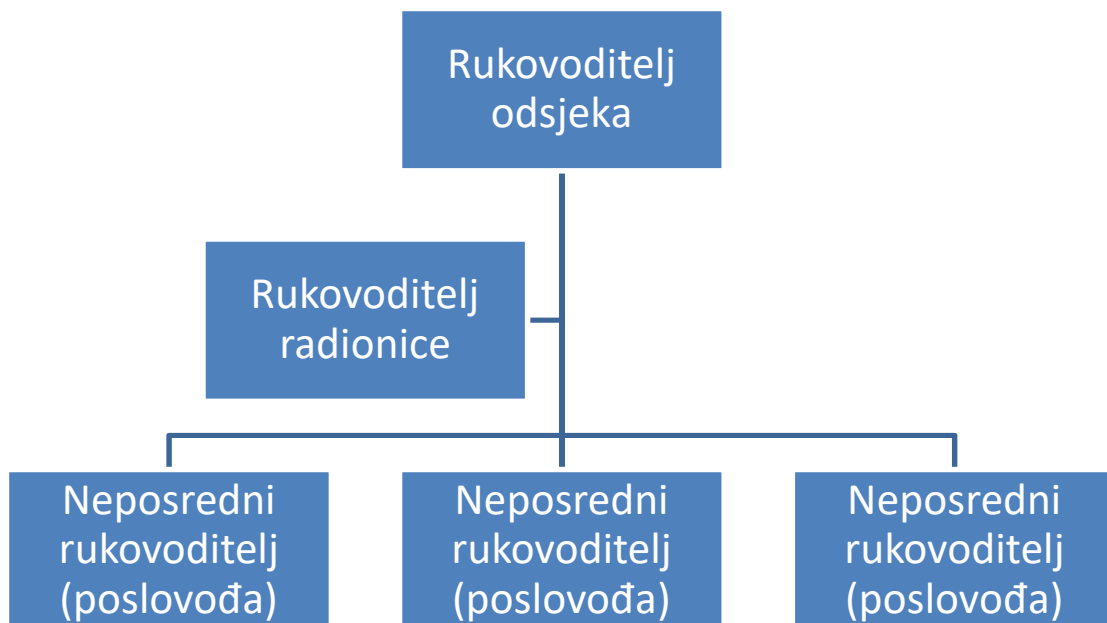 Rukovoditelj
odsjeka
Rukovoditelj
radionice
Neposredni
rukovoditelj
(poslovođa)
Neposredni
rukovoditelj
(poslovođa)
Neposredni
rukovoditelj
(poslovođa)